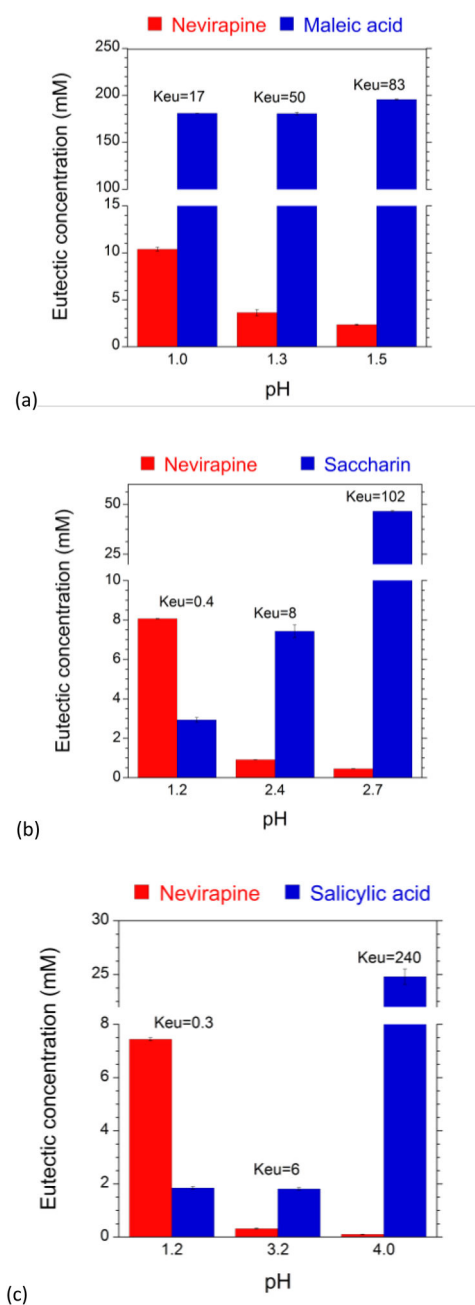 Nevirapine Maleic acid
Eutectic concentration (mM)
250
200
150
100
15
10
5
0
Keu=17
Keu=50
Keu=83
1.0 1.3 1.5
pH
(a)
Nevirapine Saccharin
Eutectic concentration (mM)
50
25
10
8
6
4
2
0
Keu=0.4
Keu=8
Keu=102
1.2 2.4 2.7
pH
(b)
Nevirapine Salicylic acid
Eutectic concentration (mM)
30
25
8
6
4
2
0
Keu=0.3
Keu=6
Keu=240
1.2 3.2 4.0
pH
(c)